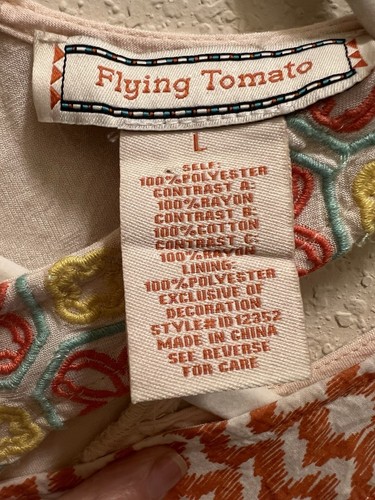 Flying Tomato
L
SELF:
100%POLYESTER
CONTRAST A:
100%RAYON
CONTRAST B:
100%COTTON
CONTRAST C:
100%RAYON
LINING:
100%POLYESTER
EXCLUSIVE OF
DECORATION
STYLE#ID12352
MADE IN CHINA
SEE REVERSE
FOR CARE